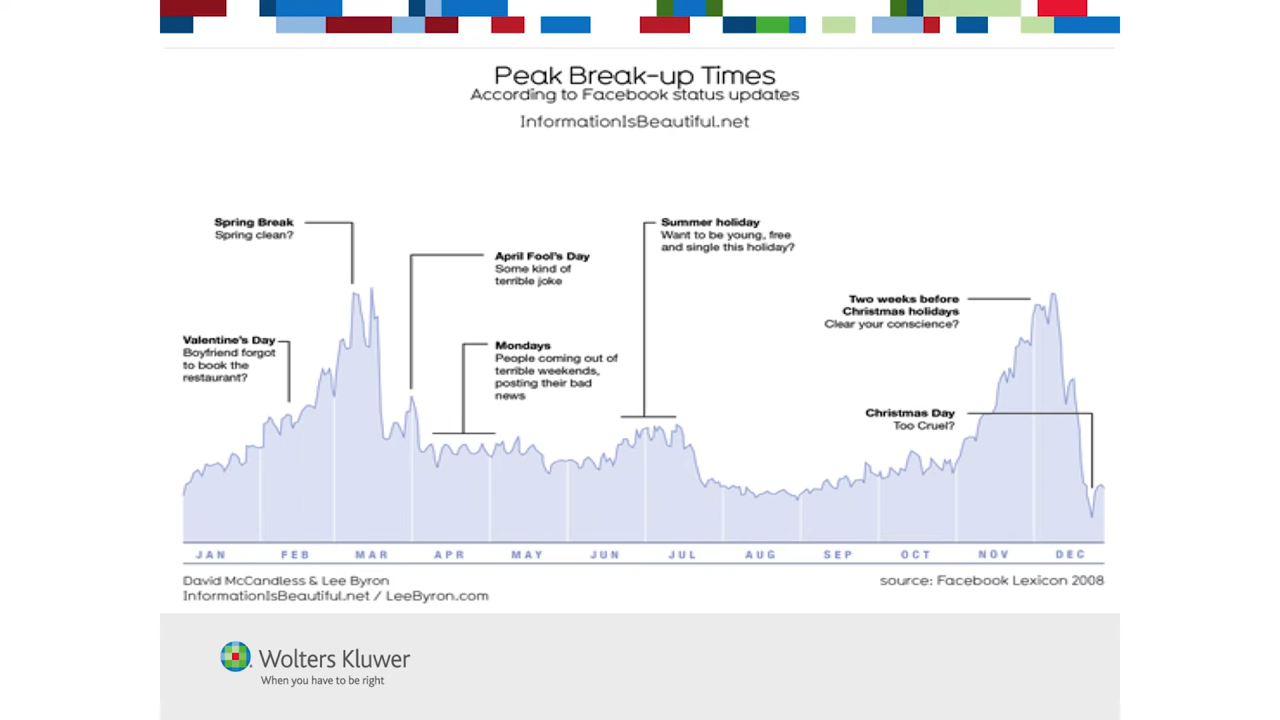 Peak Break-up Times
According to Facebook status updates
InformationIsBeautiful.net
Spring Break
Spring clean?
Summer holiday
Want to be young, free
and single this holiday?
April Fool's Day
Some kind of
terrible joke
Two weeks before
Christmas holidays
Clear your conscience?
Valentine's Day
Boyfriend forgot
to book the
restaurant?
Mondays
People coming out of
terrible weekends,
posting their bad
news
Christmas Day
Too Cruel?
JAN FEB MAR APR MAY JUN JUL AUG SEP OCT NOV DEC
David McCandless & Lee Byron
InformationIsBeautiful.net / LeeByron.com
source: Facebook Lexicon 2008
Wolters Kluwer
When you have to be right